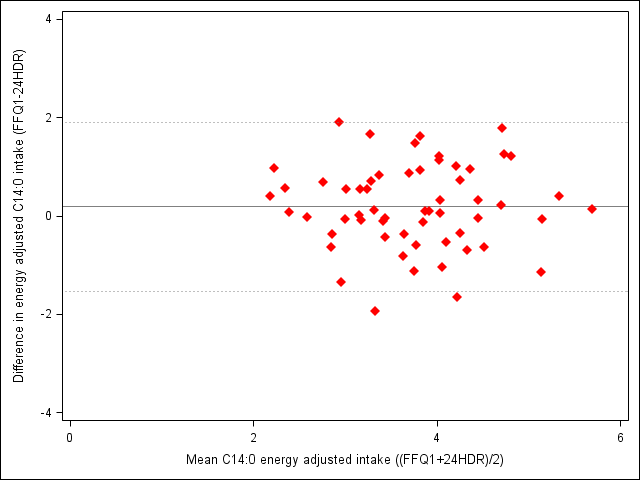 Difference in energy adjusted C14:0 intake (FFQ1-24HDR)
4
2
0
-2
-4
0 2 4 6
Mean C14:0 energy adjusted intake ((FFQ1+24HDR)/2)